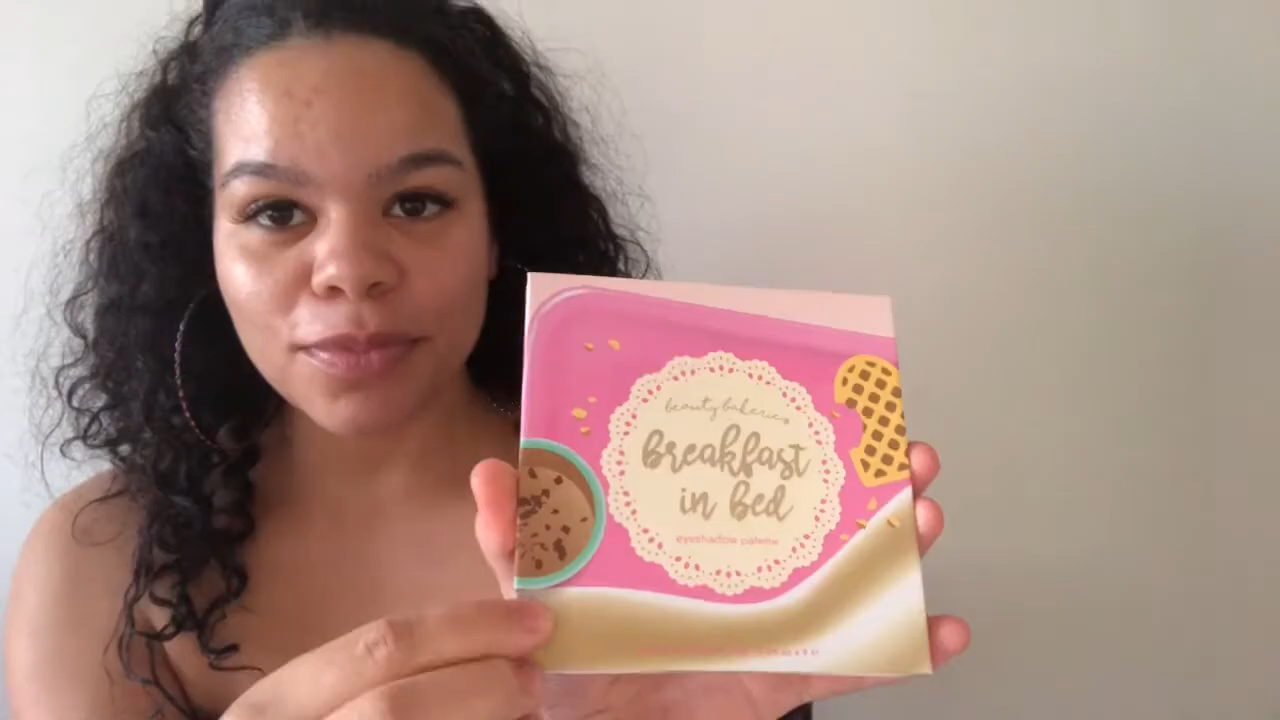 beauty bakerie
breakfast
in bed
eyeshadow palette